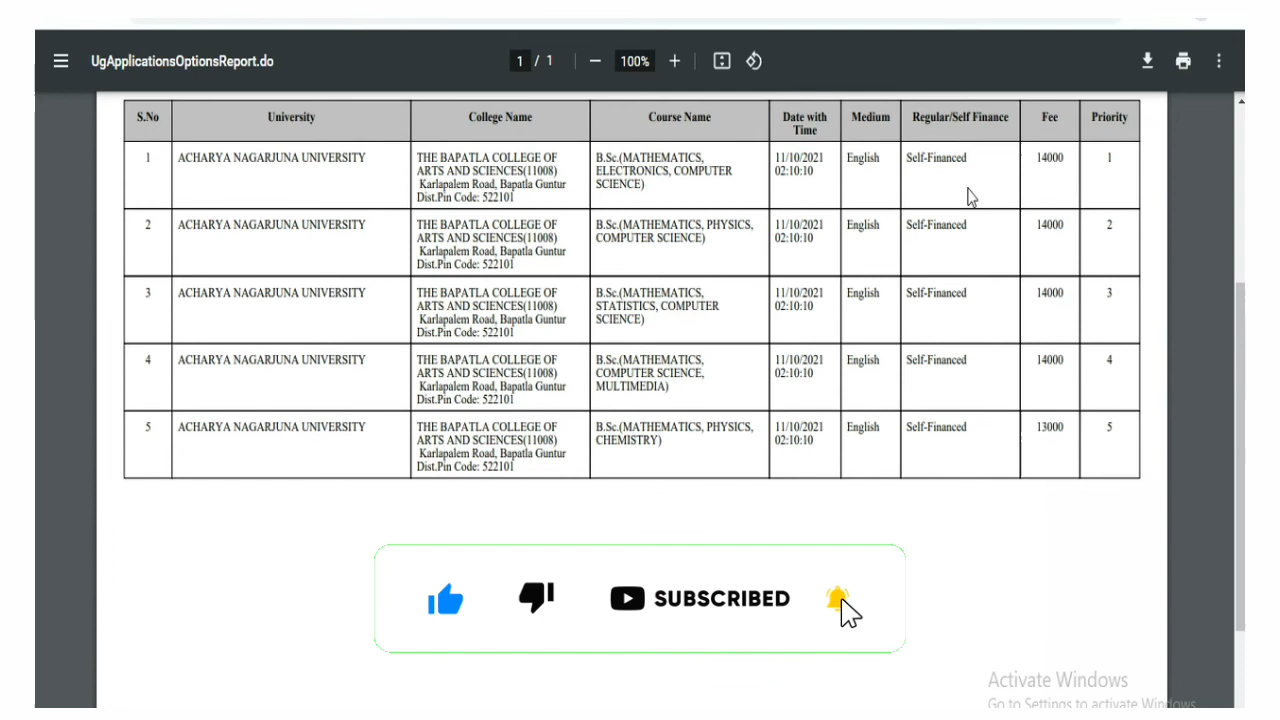 UgApplicationsOptionsReport.do
1 / 1
100%
S.No University College Name Course Name Date with Time Medium Regular/Self Finance Fee Priority
1 ACHARYA NAGARJUNA UNIVERSITY THE BAPATLA COLLEGE OF B.Sc.(MATHEMATICS, 11/10/2021 English Self-Financed 14000 1
ARTS AND SCIENCES(11008) ELECTRONICS, COMPUTER 02:10:10
Karlapalem Road, Bapatla Guntur SCIENCE)
Dist.Pin Code: 522101
2 ACHARYA NAGARJUNA UNIVERSITY THE BAPATLA COLLEGE OF B.Sc.(MATHEMATICS, PHYSICS, 11/10/2021 English Self-Financed 14000 2
ARTS AND SCIENCES(11008) COMPUTER SCIENCE) 02:10:10
Karlapalem Road, Bapatla Guntur
Dist.Pin Code: 522101
3 ACHARYA NAGARJUNA UNIVERSITY THE BAPATLA COLLEGE OF B.Sc.(MATHEMATICS, 11/10/2021 English Self-Financed 14000 3
ARTS AND SCIENCES(11008) STATISTICS, COMPUTER 02:10:10
Karlapalem Road, Bapatla Guntur SCIENCE)
Dist.Pin Code: 522101
4 ACHARYA NAGARJUNA UNIVERSITY THE BAPATLA COLLEGE OF B.Sc.(MATHEMATICS, 11/10/2021 English Self-Financed 14000 4
ARTS AND SCIENCES(11008) COMPUTER SCIENCE, 02:10:10
Karlapalem Road, Bapatla Guntur MULTIMEDIA)
Dist.Pin Code: 522101
5 ACHARYA NAGARJUNA UNIVERSITY THE BAPATLA COLLEGE OF B.Sc.(MATHEMATICS, PHYSICS, 11/10/2021 English Self-Financed 13000 5
ARTS AND SCIENCES(11008) CHEMISTRY) 02:10:10
Karlapalem Road, Bapatla Guntur
Dist.Pin Code: 522101
SUBSCRIBED
Activate Windows
Go to Settings to activate Windows